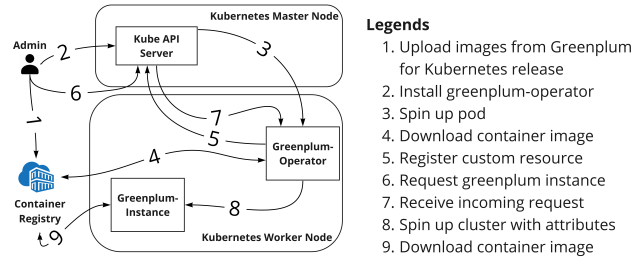 Kubernetes Master Node
Admin
Kube API
Server
2
3
6
1
7
5
4
Greenplum-
Operator
Container
Registry
Greenplum-
Instance
8
9
Kubernetes Worker Node
Legends
1. Upload images from Greenplum
for Kubernetes release
2. Install greenplum-operator
3. Spin up pod
4. Download container image
5. Register custom resource
6. Request greenplum instance
7. Receive incoming request
8. Spin up cluster with attributes
9. Download container image